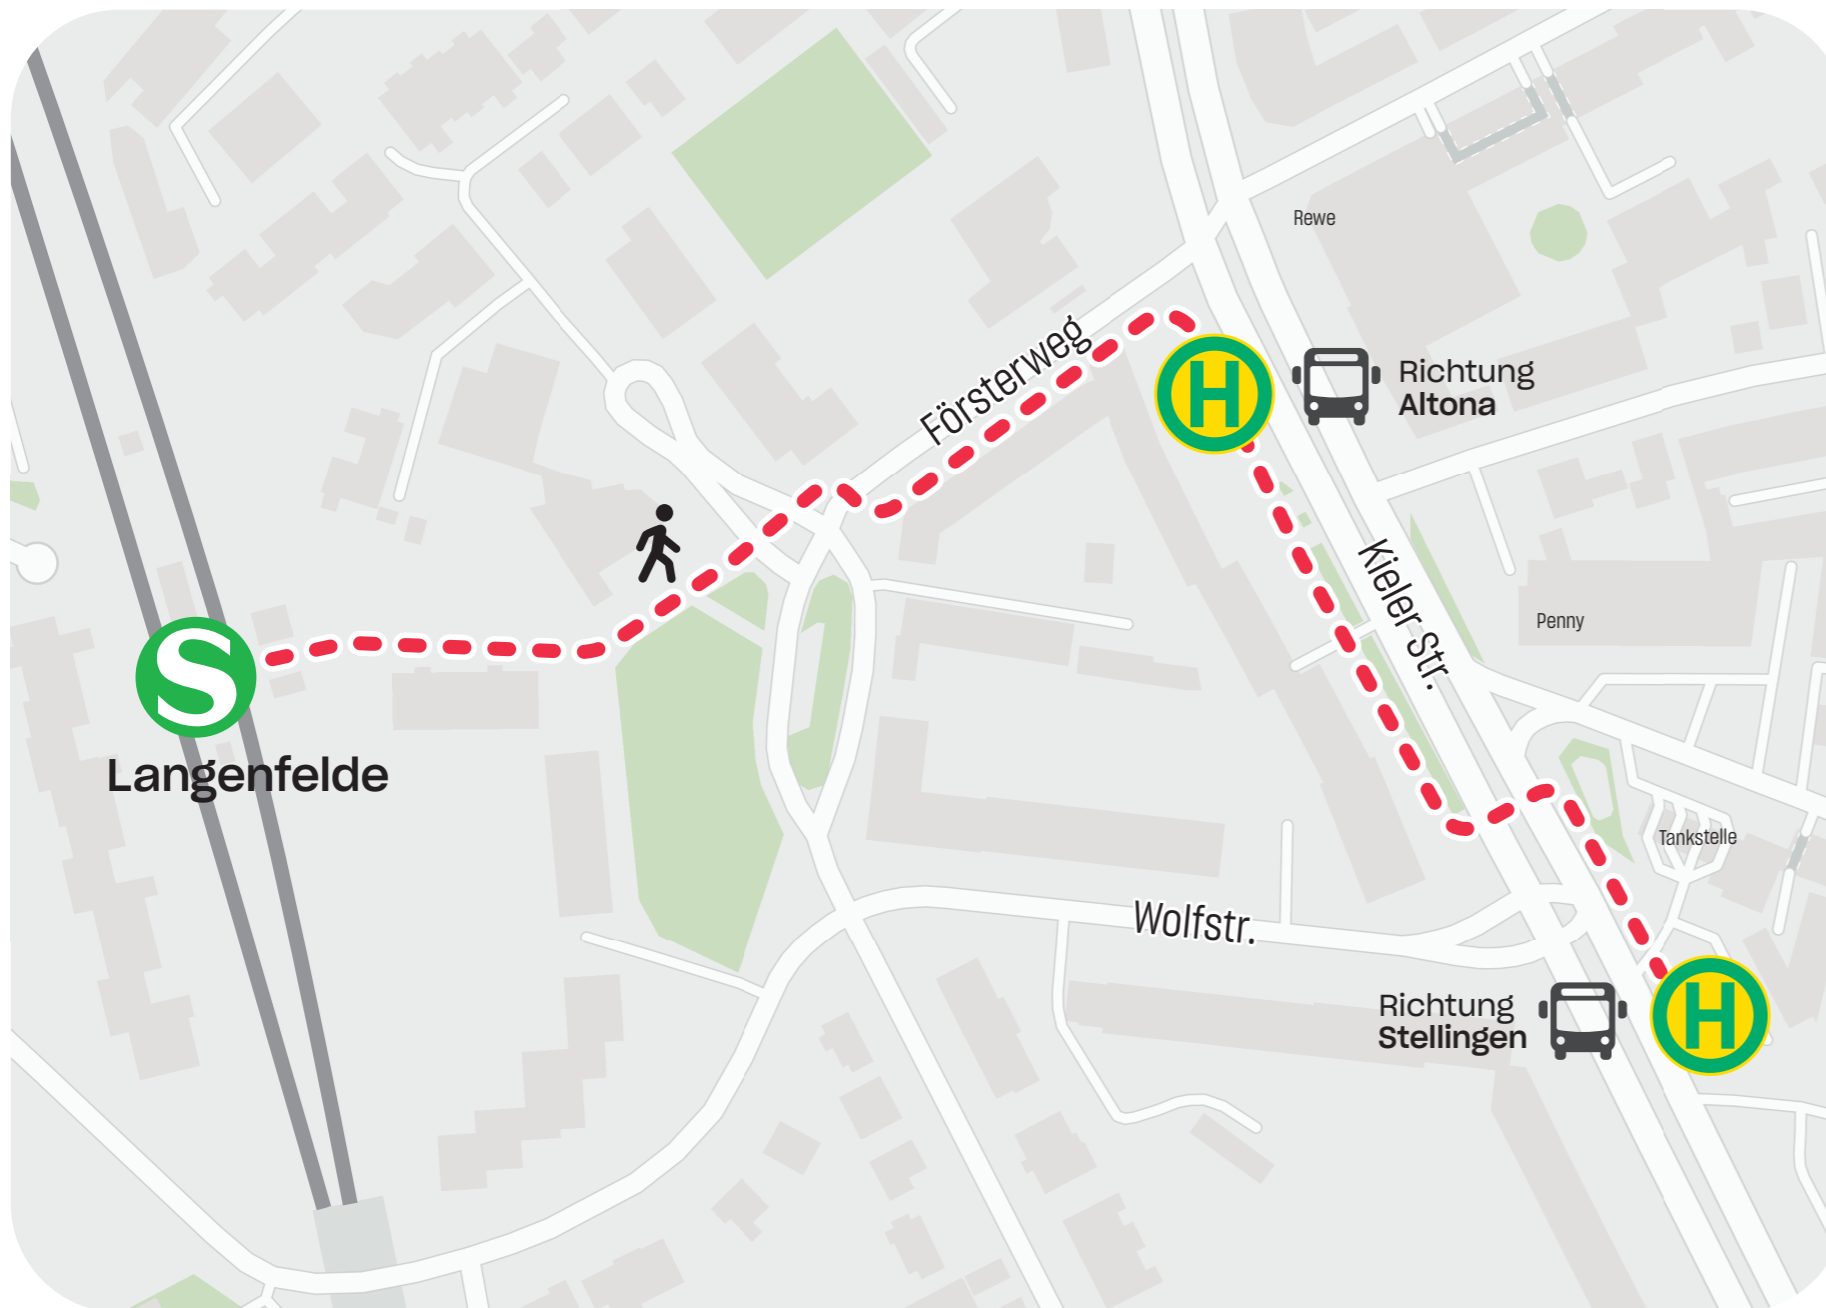 Rewe
Försterweg
H
Richtung
Altona
Kieler Str.
Penny
S
Langenfelde
Tankstelle
Wolfstr.
Richtung
Stellingen
H